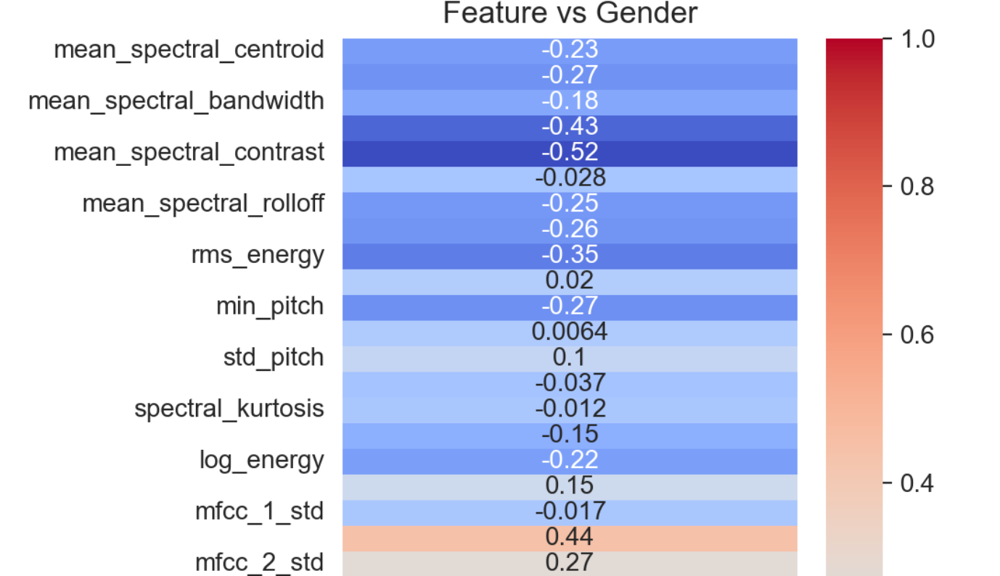 Feature vs Gender
mean_spectral_centroid -0.23
-0.27
mean_spectral_bandwidth -0.18
-0.43
mean_spectral_contrast -0.52
-0.028
mean_spectral_rolloff -0.25
-0.26
rms_energy -0.35
0.02
min_pitch -0.27
0.0064
std_pitch 0.1
-0.037
spectral_kurtosis -0.012
-0.15
log_energy -0.22
0.15
mfcc_1_std -0.017
0.44
mfcc_2_std 0.27
1.0
0.8
0.6
0.4